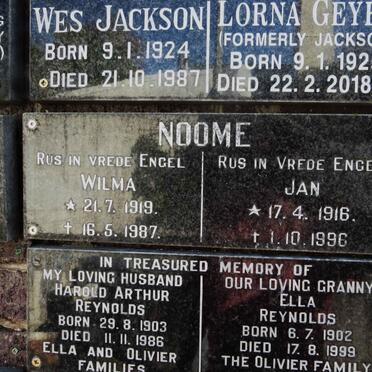 WES JACKSON
BORN 9.1.1924
DIED 21.10.1987
LORNA GEYE
(FORMERLY JACKSO
BORN 9.1.192
DIED 22.2.2018
NOOME
RUS IN VREDE ENGEL
WILMA
* 21.7.1919.
† 16.5.1987.
RUS IN VREDE ENGE
JAN
* 17.4.1916.
† 1.10.1996
IN TREASURED MEMORY OF
MY LOVING HUSBAND
HAROLD ARTHUR
REYNOLDS
BORN 29.8.1903
DIED 11.11.1986
ELLA AND OLIVIER
FAMILIES
OUR LOVING GRANNY
ELLA
REYNOLDS
BORN 6.7.1902
DIED 17.8.1999
THE OLIVIER FAMILY